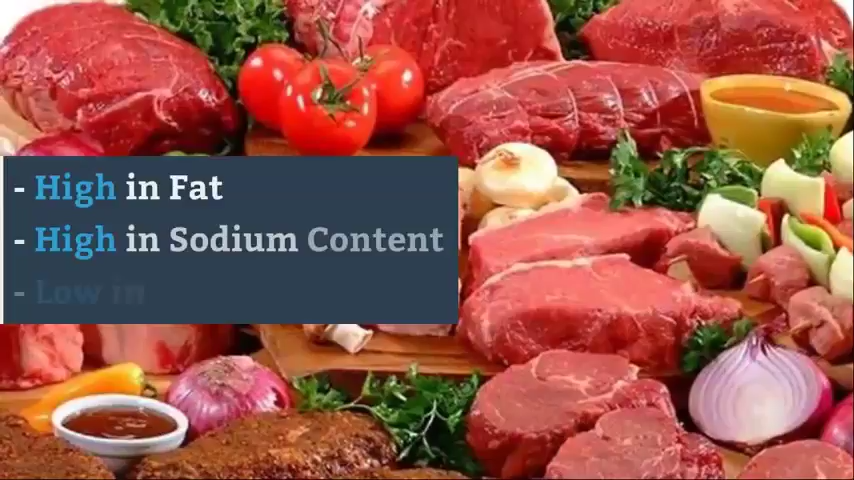 - High in Fat
- High in Sodium Content
- Low in